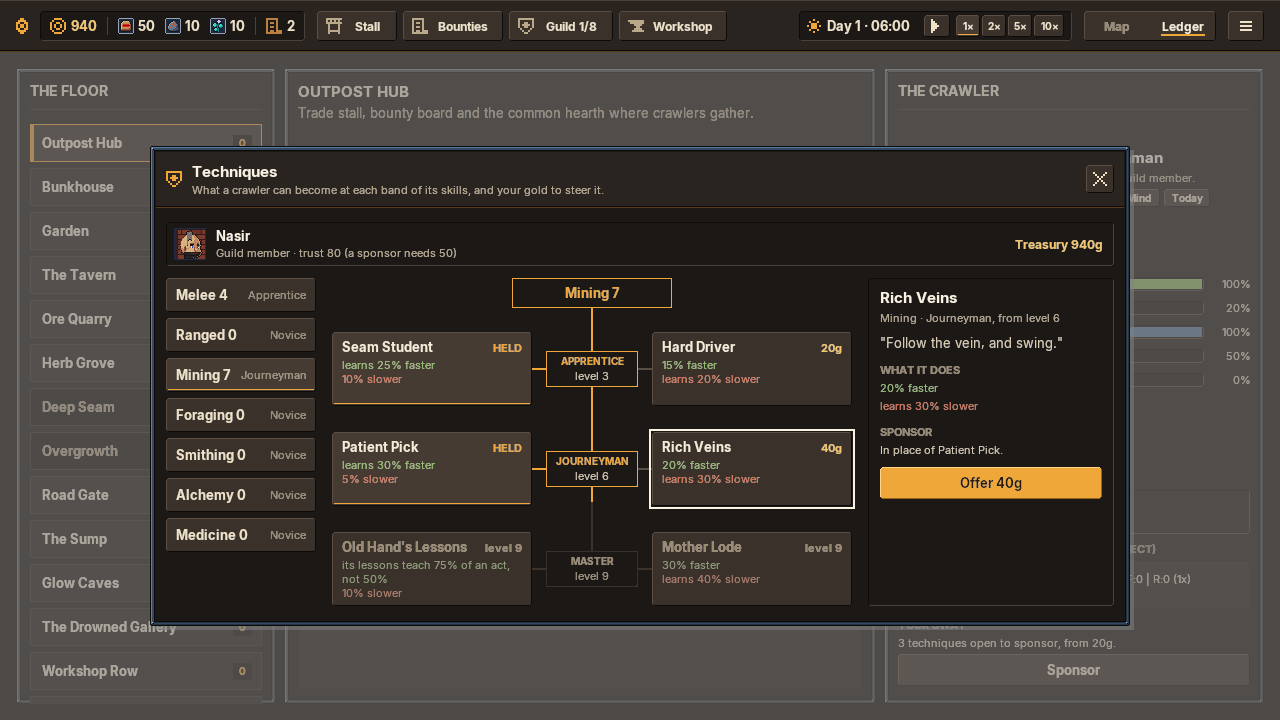 940 50 10 10 2 Stall Bounties Guild 1/8 Workshop Day 1 · 06:00 1× 2× 5× 10× Map Ledger
THE FLOOR
Outpost Hub 0
Bunkhouse
Garden
The Tavern
Ore Quarry
Herb Grove
Deep Seam
Overgrowth
Road Gate
The Sump
Glow Caves
The Drowned Gallery 0
Workshop Row 0
OUTPOST HUB
Trade stall, bounty board and the common hearth where crawlers gather.
Techniques
What a crawler can become at each band of its skills, and your gold to steer it.
Nasir
Guild member · trust 80 (a sponsor needs 50)
Treasury 940g
Melee 4 Apprentice
Ranged 0 Novice
Mining 7 Journeyman
Foraging 0 Novice
Smithing 0 Novice
Alchemy 0 Novice
Medicine 0 Novice
Mining 7
Seam Student HELD
learns 25% faster
10% slower
APPRENTICE
level 3
Hard Driver 20g
15% faster
learns 20% slower
Patient Pick HELD
learns 30% faster
5% slower
JOURNEYMAN
level 6
Rich Veins 40g
20% faster
learns 30% slower
Old Hand's Lessons level 9
its lessons teach 75% of an act,
not 50%
10% slower
MASTER
level 9
Mother Lode level 9
30% faster
learns 40% slower
Rich Veins
Mining · Journeyman, from level 6
"Follow the vein, and swing."
WHAT IT DOES
20% faster
learns 30% slower
SPONSOR
In place of Patient Pick.
Offer 40g
THE CRAWLER
man
ild member.
Mind Today
100%
20%
100%
50%
0%
ECT)
F:0 | R:0 (1x)
3 techniques open to sponsor, from 20g.
Sponsor